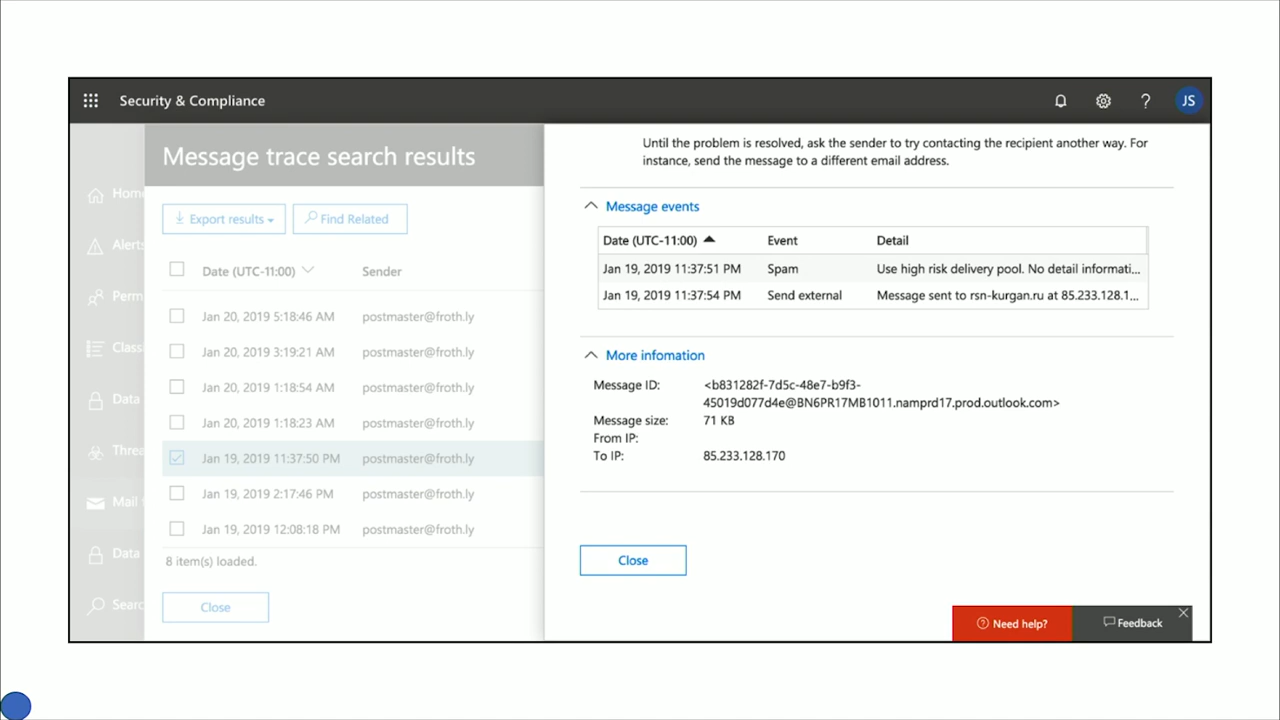 Security & Compliance
JS
Until the problem is resolved, ask the sender to try contacting the recipient another way. For
instance, send the message to a different email address.
Message trace search results
Home
Alerts
Perm
Classi
Data
Threa
Mail
Data
Searc
Export results
Find Related
Date (UTC-11:00) Sender
Jan 20, 2019 5:18:46 AM postmaster@froth.ly
Jan 20, 2019 3:19:21 AM postmaster@froth.ly
Jan 20, 2019 1:18:54 AM postmaster@froth.ly
Jan 20, 2019 1:18:23 AM postmaster@froth.ly
Jan 19, 2019 11:37:50 PM postmaster@froth.ly
Jan 19, 2019 2:17:46 PM postmaster@froth.ly
Jan 19, 2019 12:08:18 PM postmaster@froth.ly
8 item(s) loaded.
Close
Message events
Date (UTC-11:00) Event Detail
Jan 19, 2019 11:37:51 PM Spam Use high risk delivery pool. No detail informati...
Jan 19, 2019 11:37:54 PM Send external Message sent to rsn-kurgan.ru at 85.233.128.1...
More infomation
Message ID: <b831282f-7d5c-48e7-b9f3-
45019d077d4e@BN6PR17MB1011.namprd17.prod.outlook.com>
Message size: 71 KB
From IP:
To IP: 85.233.128.170
Close
Need help?
Feedback